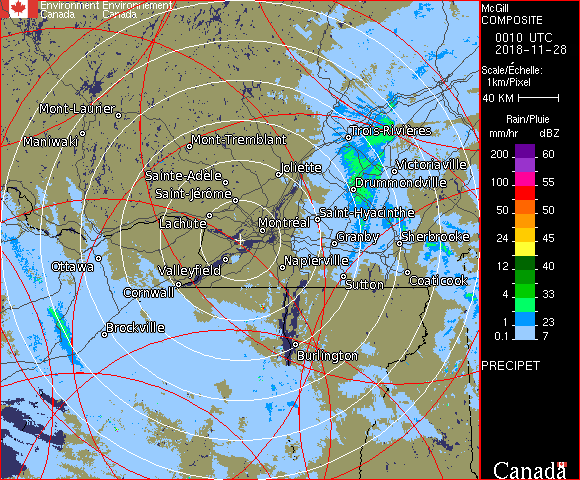 Environment Environnement
Canada Canada
McGill
COMPOSITE
0010 UTC
2018-11-28
Scale/Échelle:
1km/Pixel
40 KM
Rain/Pluie
mm/hr dBZ
200 60
100 55
50 50
24 45
12 40
4 33
1 23
0.1 7
PRECIPET
Mont-Laurier
Maniwaki
Mont-Tremblant
Trois-Rivières
Joliette
Victoriaville
Sainte-Adèle
Drummondville
Saint-Jérôme
Lachute
Saint-Hyacinthe
Montréal
Granby
Sherbrooke
Ottawa
Valleyfield
Napierville
Cornwall
Sutton
Coaticook
Brockville
Burlington
Canada